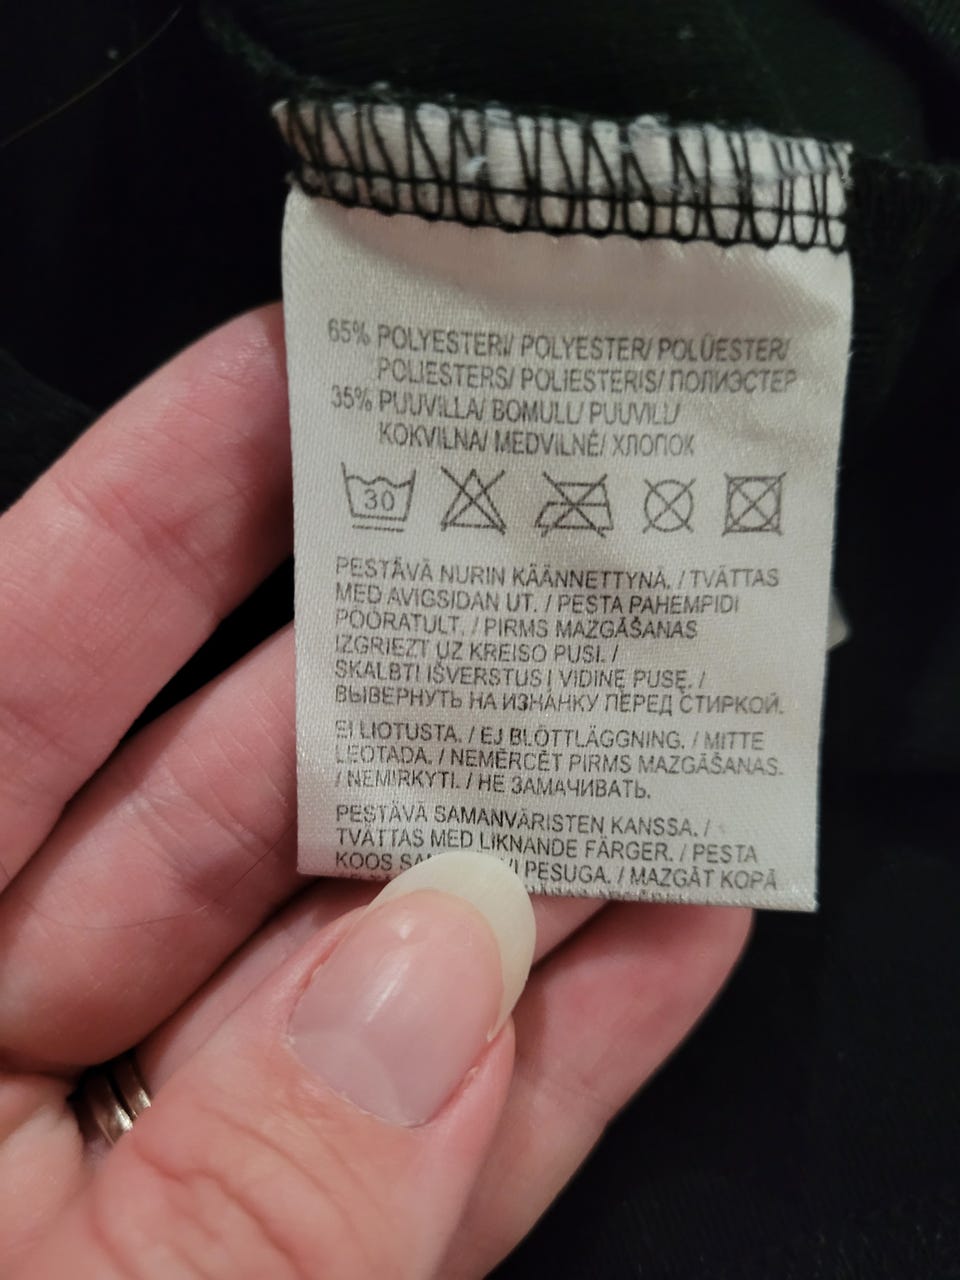 65% POLYESTERI/ POLYESTER/ POLÜESTER/
POLIESTERS/ POLIESTERIS/ ПОЛИЭСТЕР
35% PUUVILLA/ BOMULL/ PUUVILL/
KOKVILNA/ MEDVILNĖ/ ХЛОПОК
30
PESTÄVÄ NURIN KÄÄNNETTYNÄ. / TVÄTTAS
MED AVIGSIDAN UT. / PESTA PAHEMPIDI
PÖÖRATULT. / PIRMS MAZGĀŠANAS
IZGRIEZT UZ KREISO PUSI. /
SKALBTI IŠVERSTUS Į VIDINĘ PUSĘ. /
ВЫВЕРНУТЬ НА ИЗНАНКУ ПЕРЕД СТИРКОЙ.
EI LIOTUSTA. / EJ BLÖTLÄGGNING. / MITTE
LEOTADA. / NEMĒRCĒT PIRMS MAZGĀŠANAS.
/ NEMIRKYTI. / НЕ ЗАМАЧИВАТЬ.
PESTÄVÄ SAMANVÄRISTEN KANSSA. /
TVÄTTAS MED LIKNANDE FÄRGER. / PESTA
KOOS PESUGA. / MAZGĀT KOPĀ